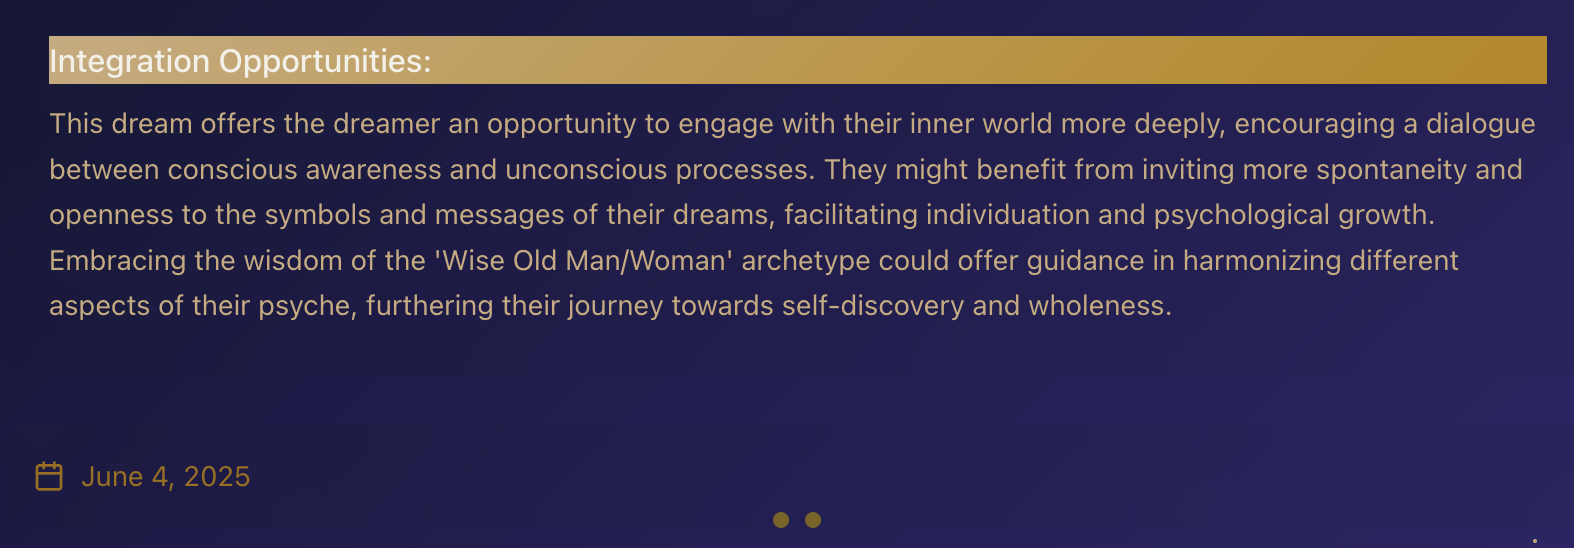 Integration Opportunities:
This dream offers the dreamer an opportunity to engage with their inner world more deeply, encouraging a dialogue
between conscious awareness and unconscious processes. They might benefit from inviting more spontaneity and
openness to the symbols and messages of their dreams, facilitating individuation and psychological growth.
Embracing the wisdom of the 'Wise Old Man/Woman' archetype could offer guidance in harmonizing different
aspects of their psyche, furthering their journey towards self-discovery and wholeness.
June 4, 2025